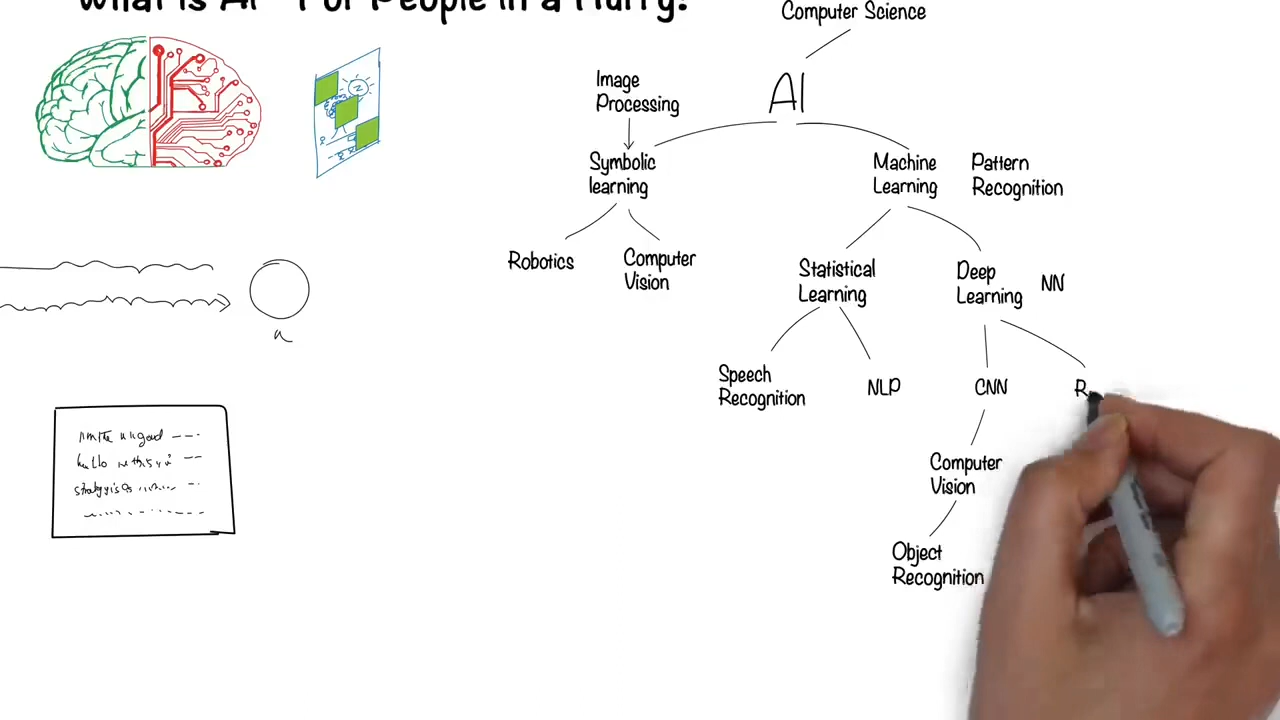 What is AI For People in a Hurry!
Computer Science
AI
Image
Processing
Symbolic
learning
Machine
Learning
Pattern
Recognition
Robotics
Computer
Vision
Statistical
Learning
Deep
Learning
NN
Speech
Recognition
NLP
CNN
R
Computer
Vision
Object
Recognition
a